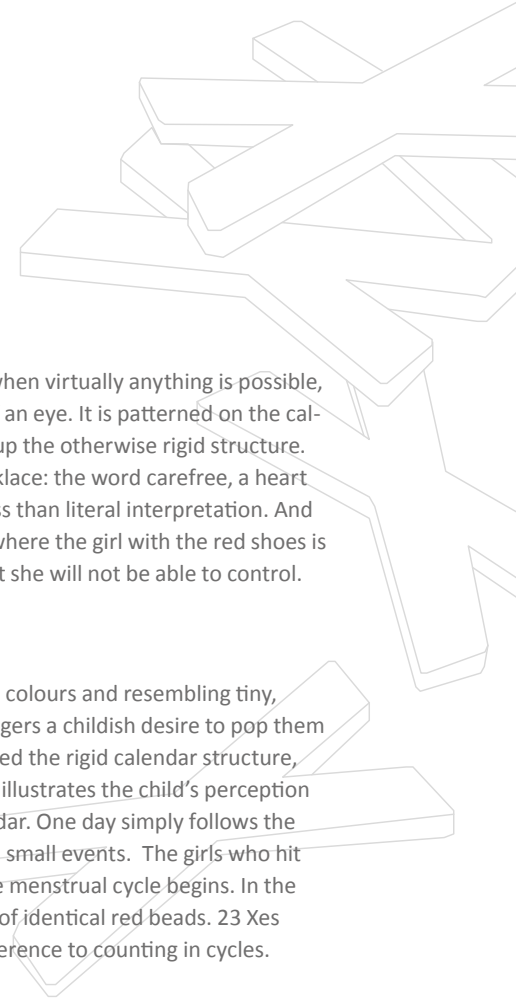 when virtually anything is possible,
an eye. It is patterned on the cal-
up the otherwise rigid structure.
klace: the word carefree, a heart
ss than literal interpretation. And
where the girl with the red shoes is
t she will not be able to control.
colours and resembling tiny,
gers a childish desire to pop them
ed the rigid calendar structure,
illustrates the child’s perception
dar. One day simply follows the
small events.  The girls who hit
e menstrual cycle begins. In the
of identical red beads. 23 Xes
erence to counting in cycles.